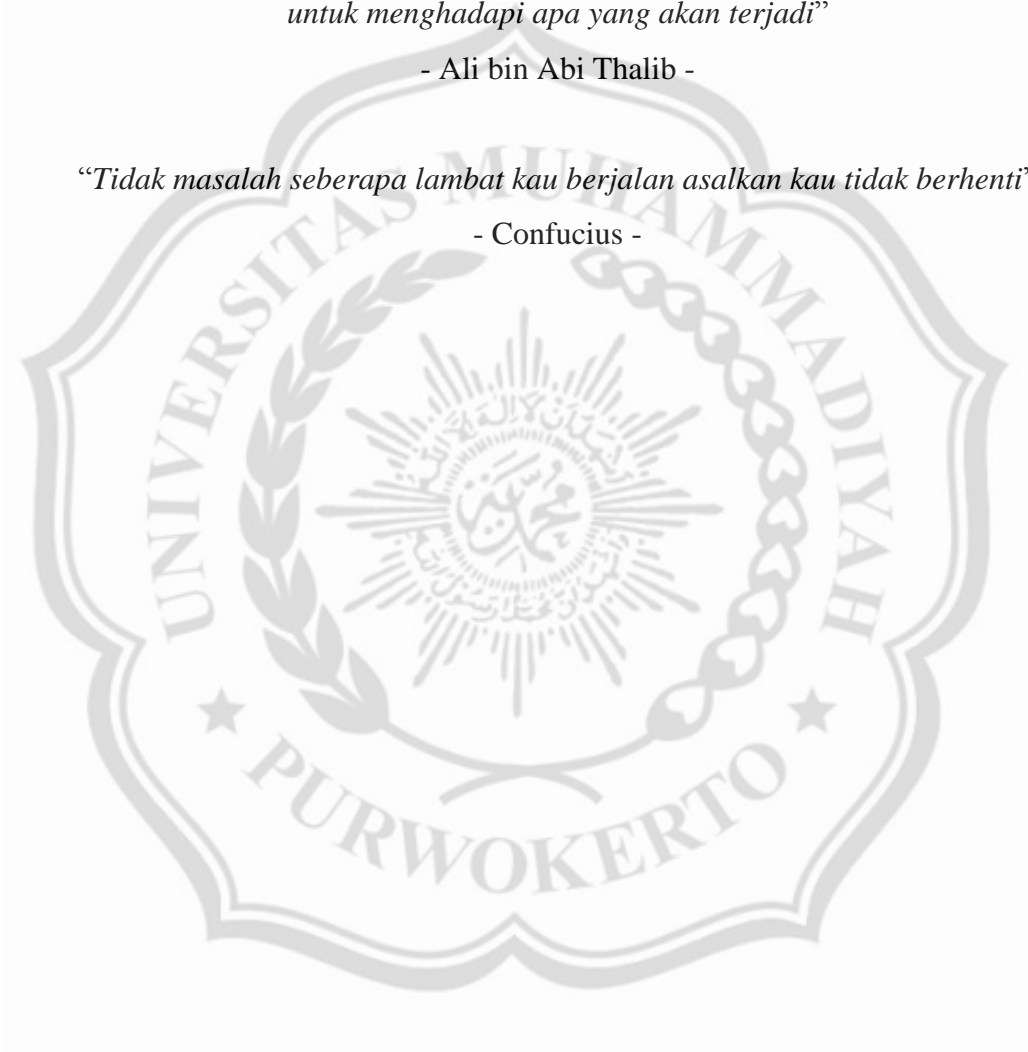 untuk menghadapi apa yang akan terjadi”
- Ali bin Abi Thalib -
“Tidak masalah seberapa lambat kau berjalan asalkan kau tidak berhenti”
- Confucius -
UNIVERSITAS MUHAMMADIYAH
PURWOKERTO